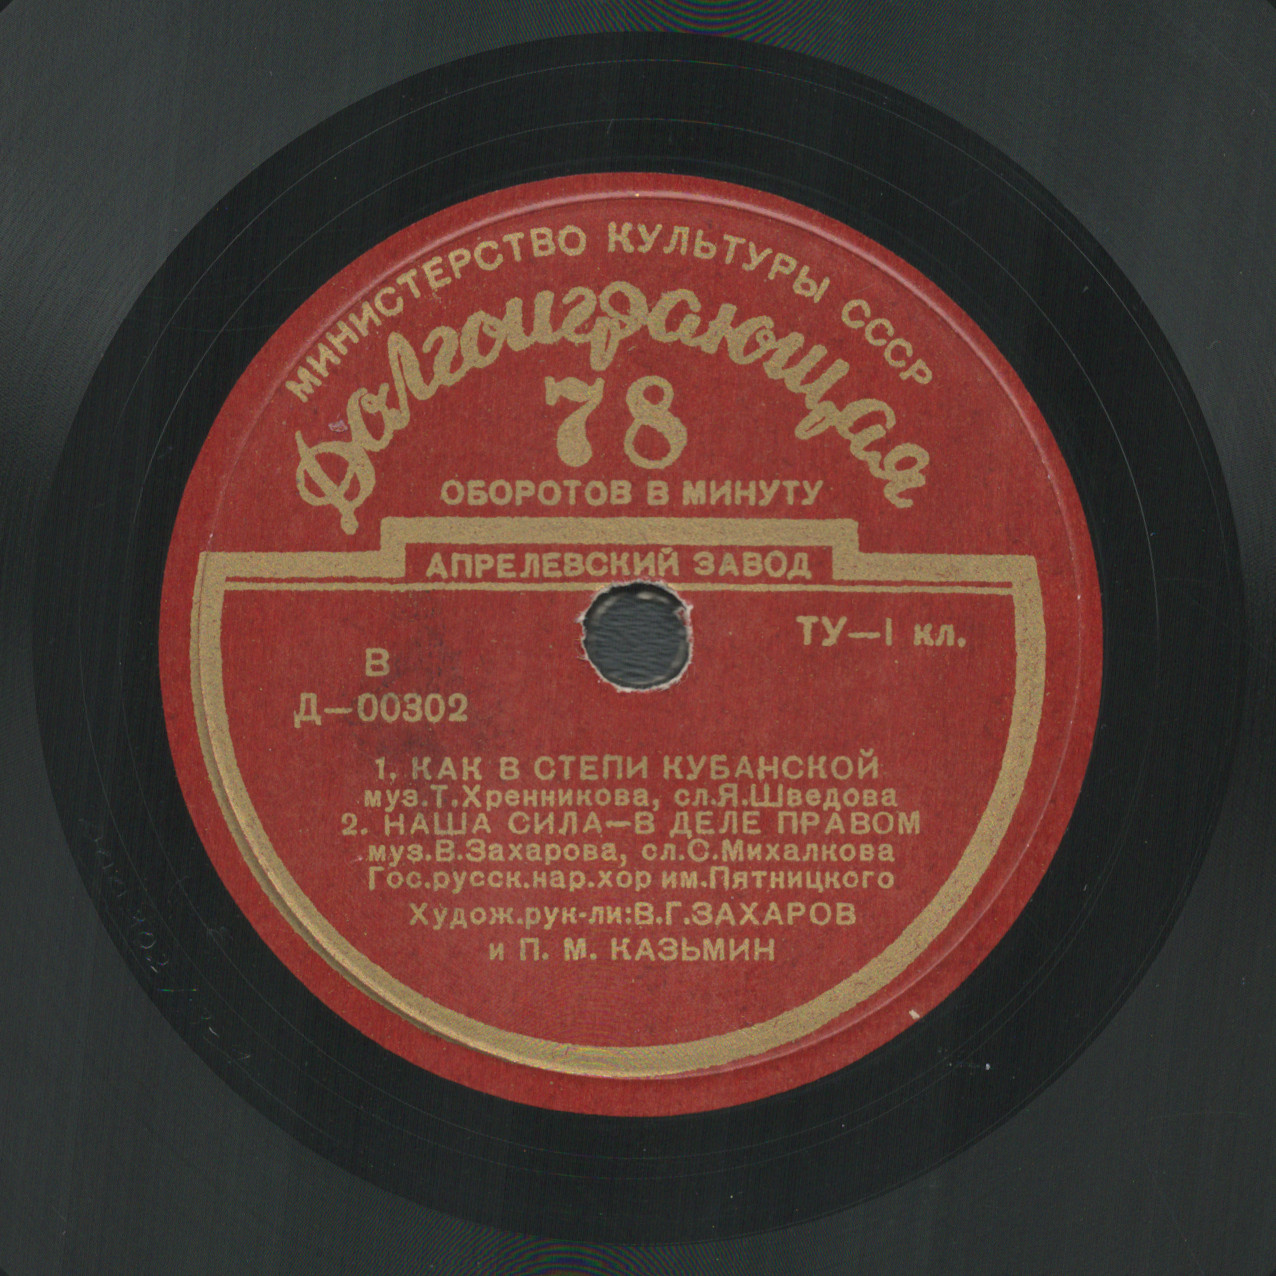 МИНИСТЕРСТВО КУЛЬТУРЫ СССР
Долгоиграющая
78
ОБОРОТОВ В МИНУТУ
АПРЕЛЕВСКИЙ ЗАВОД
ТУ—I кл.
В
Д—00302
1. КАК В СТЕПИ КУБАНСКОЙ
муз.Т.Хренникова, сл.Я.Шведова
2. НАША СИЛА—В ДЕЛЕ ПРАВОМ
муз.В.Захарова, сл.С.Михалкова
Гос.русск.нар.хор им.Пятницкого
Худож.рук-ли:В.Г.ЗАХАРОВ
и П. М. КАЗЬМИН